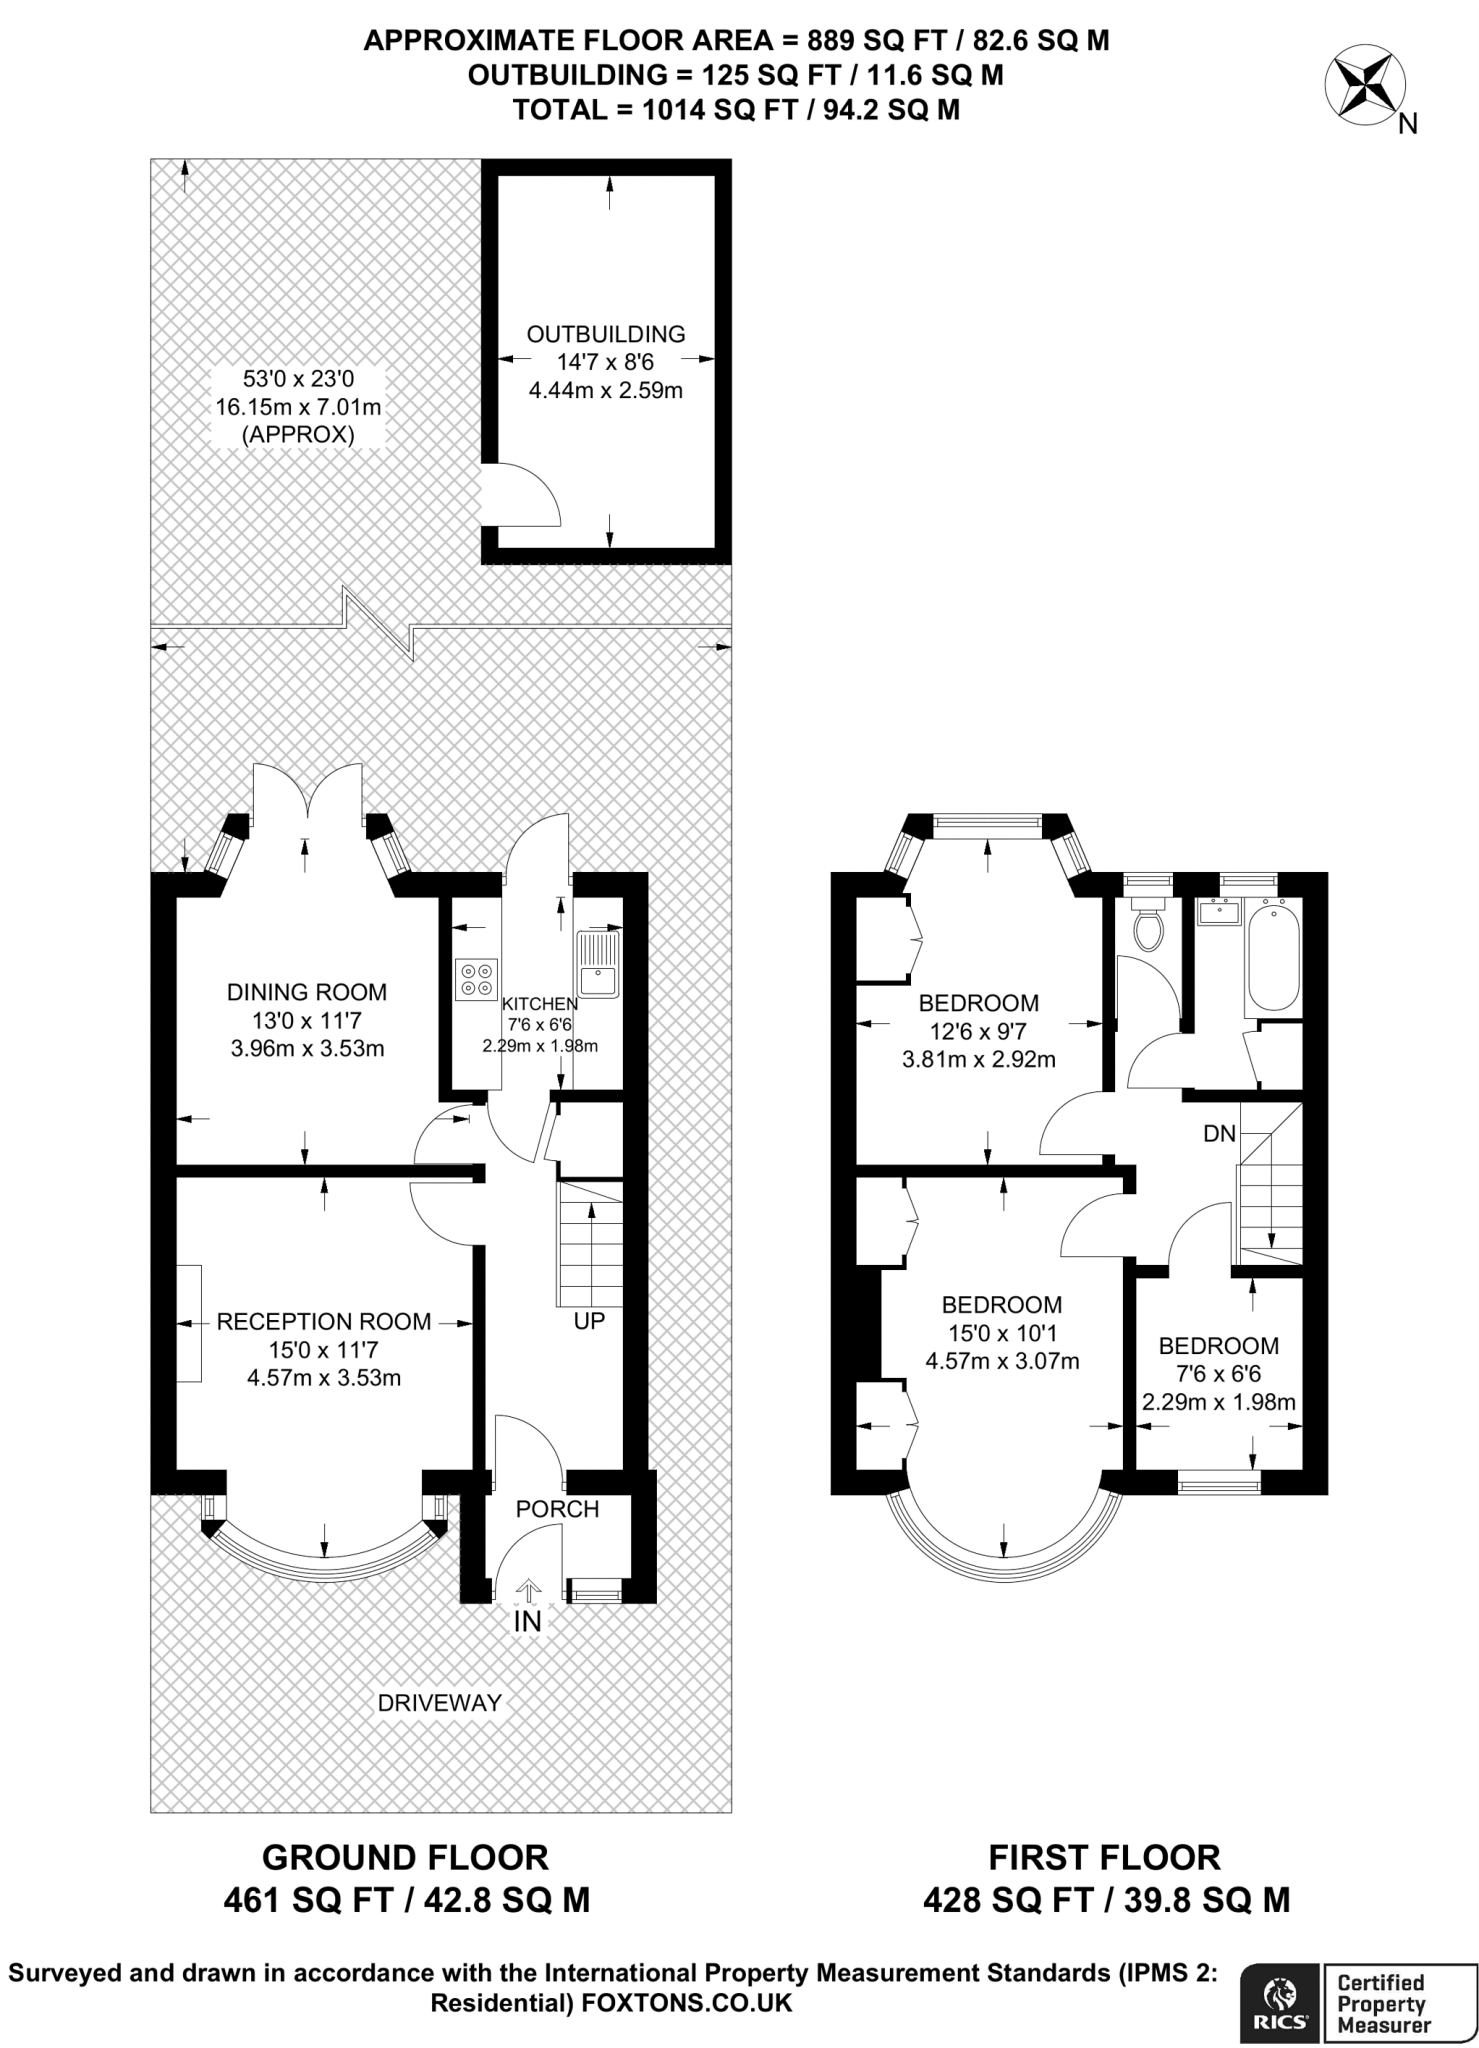 APPROXIMATE FLOOR AREA = 889 SQ FT / 82.6 SQ M
OUTBUILDING = 125 SQ FT / 11.6 SQ M
TOTAL = 1014 SQ FT / 94.2 SQ M
N
OUTBUILDING
14'7 x 8'6
4.44m x 2.59m
53'0 x 23'0
16.15m x 7.01m
(APPROX)
DINING ROOM
13'0 x 11'7
3.96m x 3.53m
KITCHEN
7'6 x 6'6
2.29m x 1.98m
RECEPTION ROOM
15'0 x 11'7
4.57m x 3.53m
UP
PORCH
IN
DRIVEWAY
BEDROOM
12'6 x 9'7
3.81m x 2.92m
DN
BEDROOM
15'0 x 10'1
4.57m x 3.07m
BEDROOM
7'6 x 6'6
2.29m x 1.98m
GROUND FLOOR
461 SQ FT / 42.8 SQ M
FIRST FLOOR
428 SQ FT / 39.8 SQ M
Surveyed and drawn in accordance with the International Property Measurement Standards (IPMS 2:
Residential) FOXTONS.CO.UK
RICS
Certified
Property
Measurer